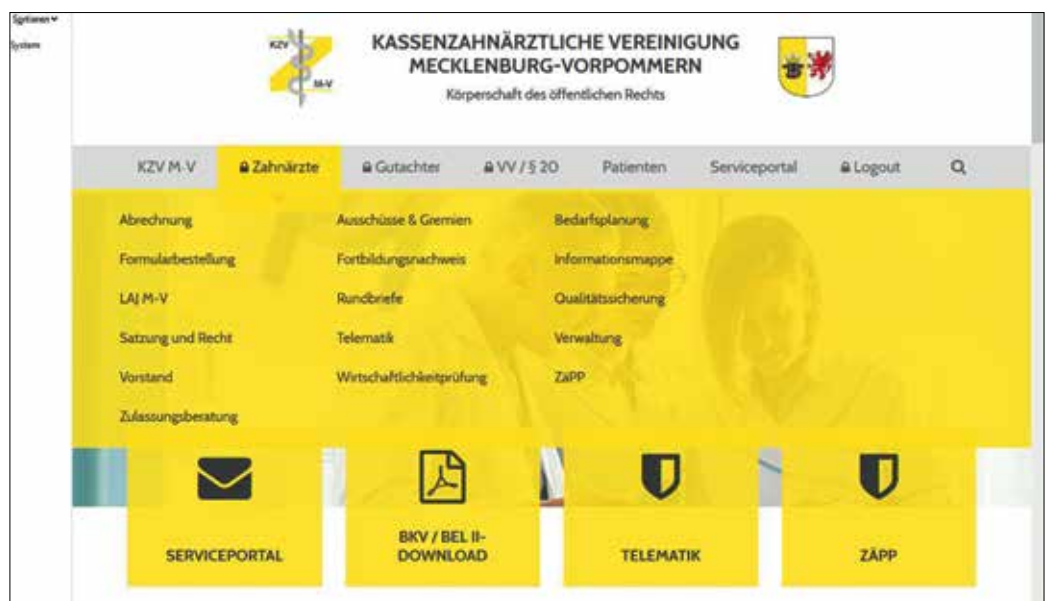 System
KZV
M-V
KASSENZAHNÄRZTLICHE VEREINIGUNG
MECKLENBURG-VORPOMMERN
Körperschaft des öffentlichen Rechts
KZV M-V Zahnärzte Gutachter VV / § 20 Patienten Serviceportal Logout
Abrechnung Ausschüsse & Gremien Bedarfsplanung
Formularbestellung Fortbildungsnachweis Informationsmappe
LAJ M-V Rundbriefe Qualitätssicherung
Satzung und Recht Telematik Verwaltung
Vorstand Wirtschaftlichkeitprüfung ZäPP
Zulassungsberatung
SERVICEPORTAL
BKV / BEL II-
DOWNLOAD
TELEMATIK
ZÄPP